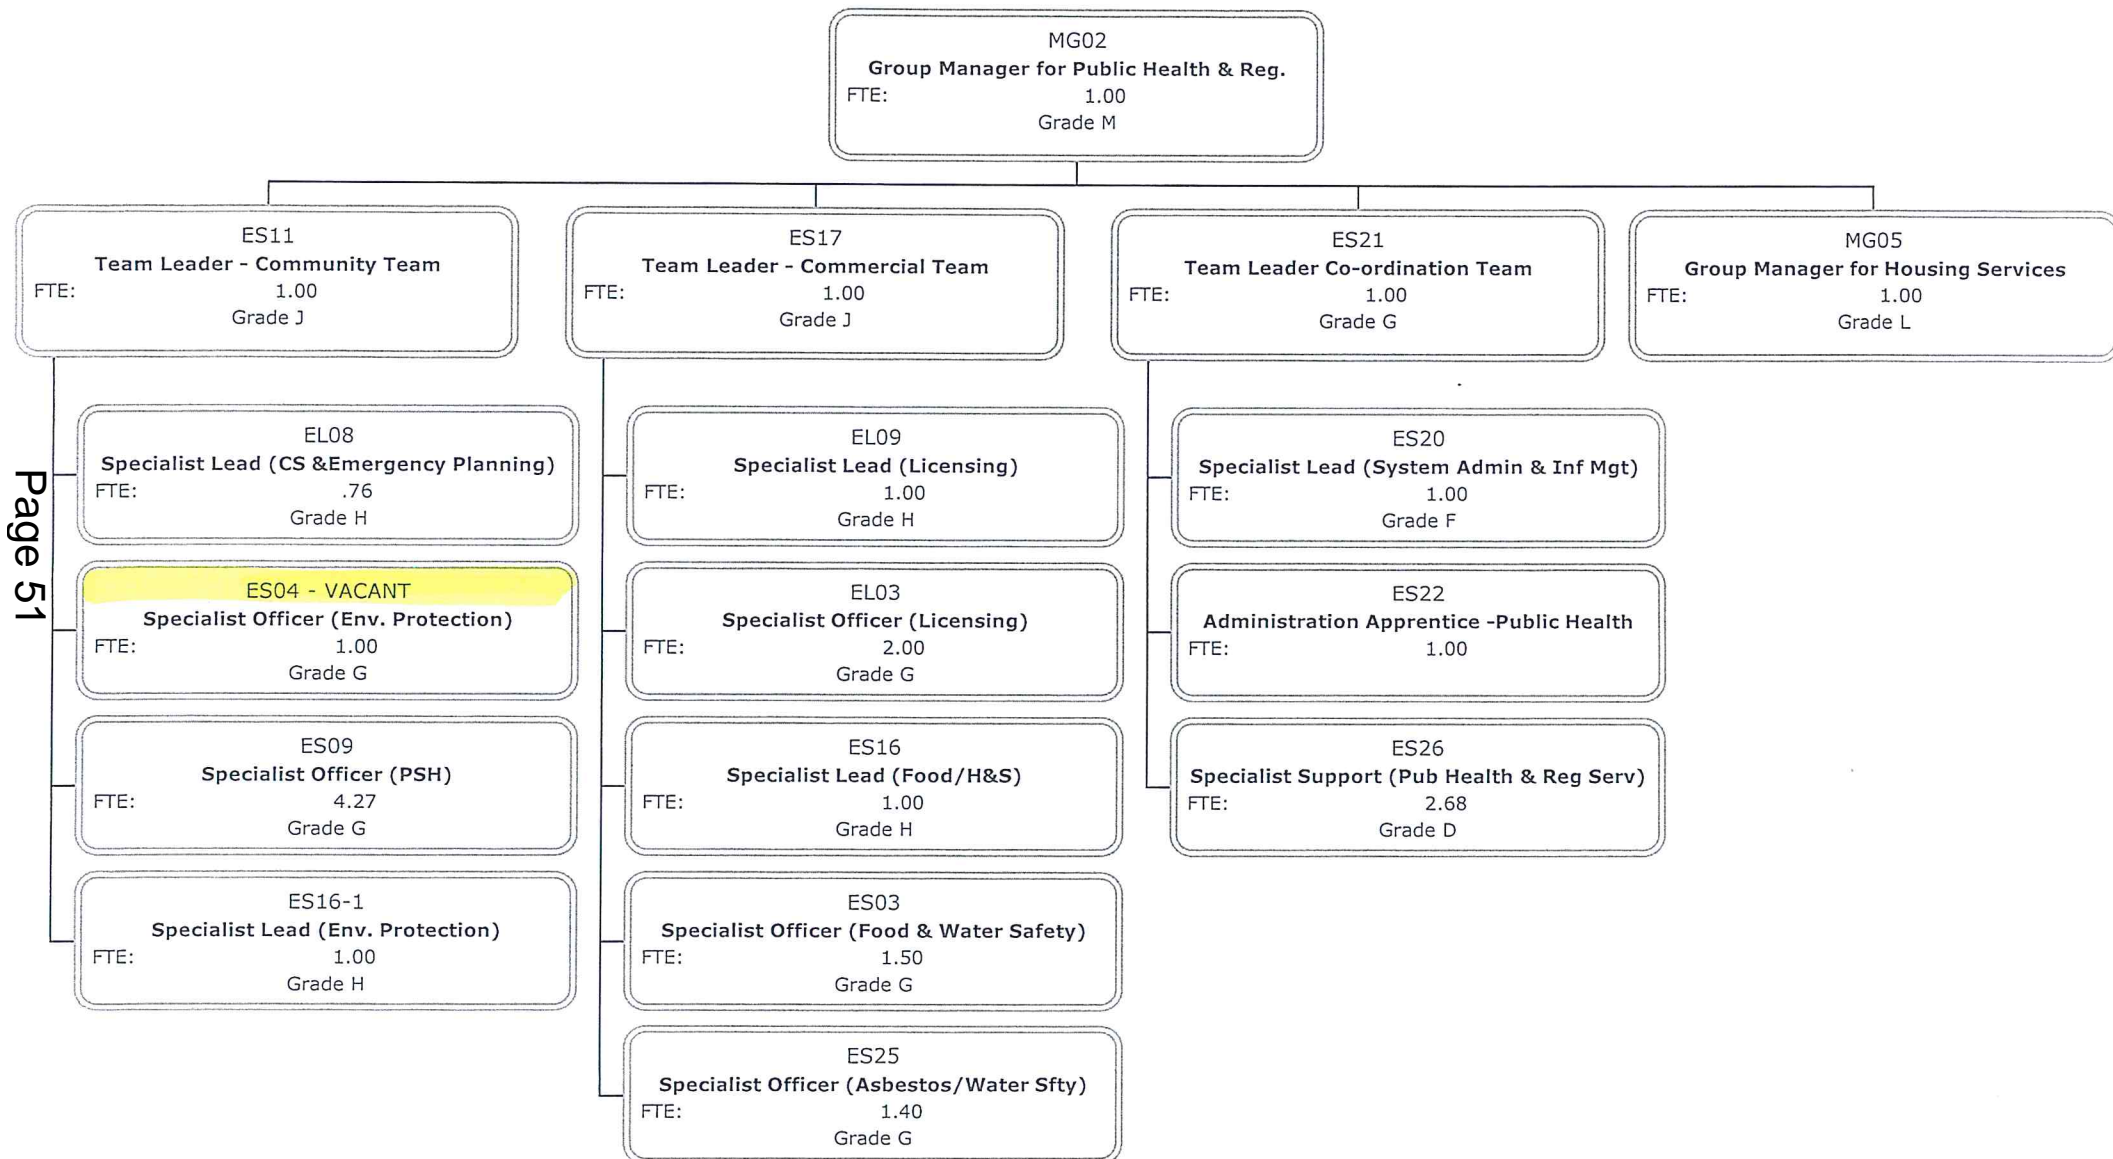 MG02
Group Manager for Public Health & Reg.
FTE: 1.00
Grade M
ES11
Team Leader - Community Team
FTE: 1.00
Grade J
ES17
Team Leader - Commercial Team
FTE: 1.00
Grade J
ES21
Team Leader Co-ordination Team
FTE: 1.00
Grade G
MG05
Group Manager for Housing Services
FTE: 1.00
Grade L
EL08
Specialist Lead (CS &Emergency Planning)
FTE: .76
Grade H
ES04 - VACANT
Specialist Officer (Env. Protection)
FTE: 1.00
Grade G
ES09
Specialist Officer (PSH)
FTE: 4.27
Grade G
ES16-1
Specialist Lead (Env. Protection)
FTE: 1.00
Grade H
EL09
Specialist Lead (Licensing)
FTE: 1.00
Grade H
EL03
Specialist Officer (Licensing)
FTE: 2.00
Grade G
ES16
Specialist Lead (Food/H&S)
FTE: 1.00
Grade H
ES03
Specialist Officer (Food & Water Safety)
FTE: 1.50
Grade G
ES25
Specialist Officer (Asbestos/Water Sfty)
FTE: 1.40
Grade G
ES20
Specialist Lead (System Admin & Inf Mgt)
FTE: 1.00
Grade F
ES22
Administration Apprentice -Public Health
FTE: 1.00
ES26
Specialist Support (Pub Health & Reg Serv)
FTE: 2.68
Grade D
Page 51